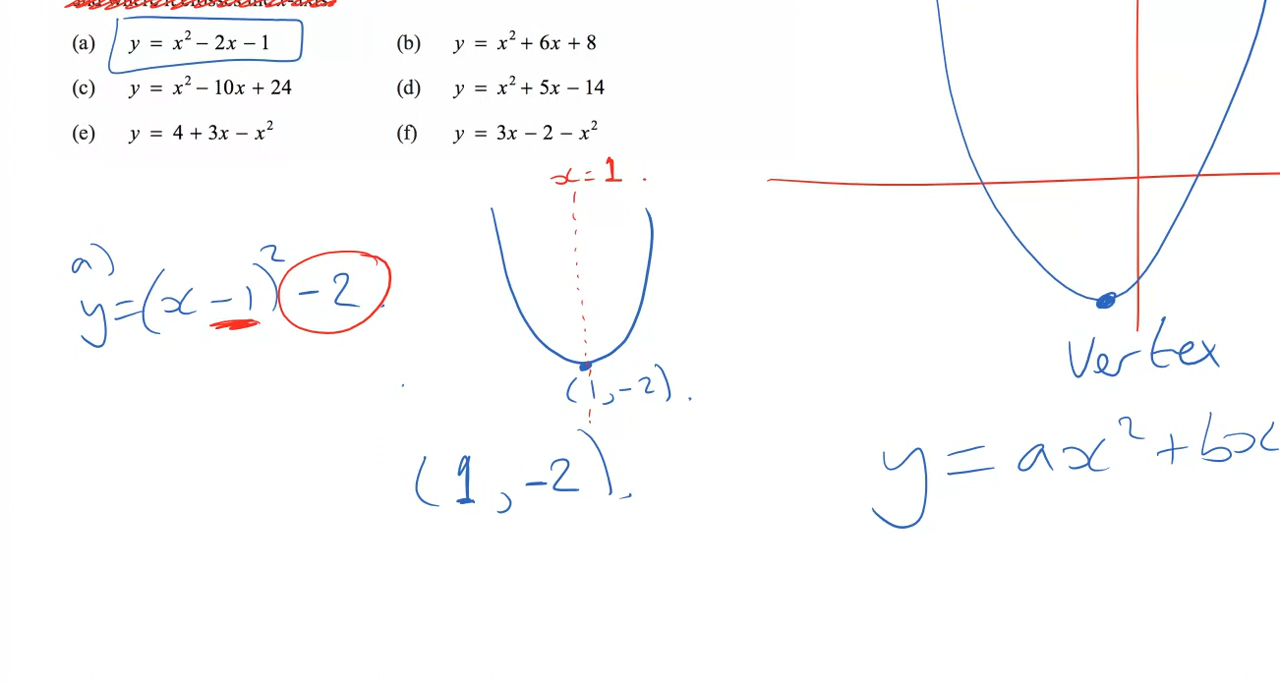 (a) y = x² − 2x − 1 (b) y = x² + 6x + 8
(c) y = x² − 10x + 24 (d) y = x² + 5x − 14
(e) y = 4 + 3x − x² (f) y = 3x − 2 − x²
x = 1 .
a)
y = (x − 1)² − 2
(1, −2) .
Vertex
(1, −2).
y = ax² + bx